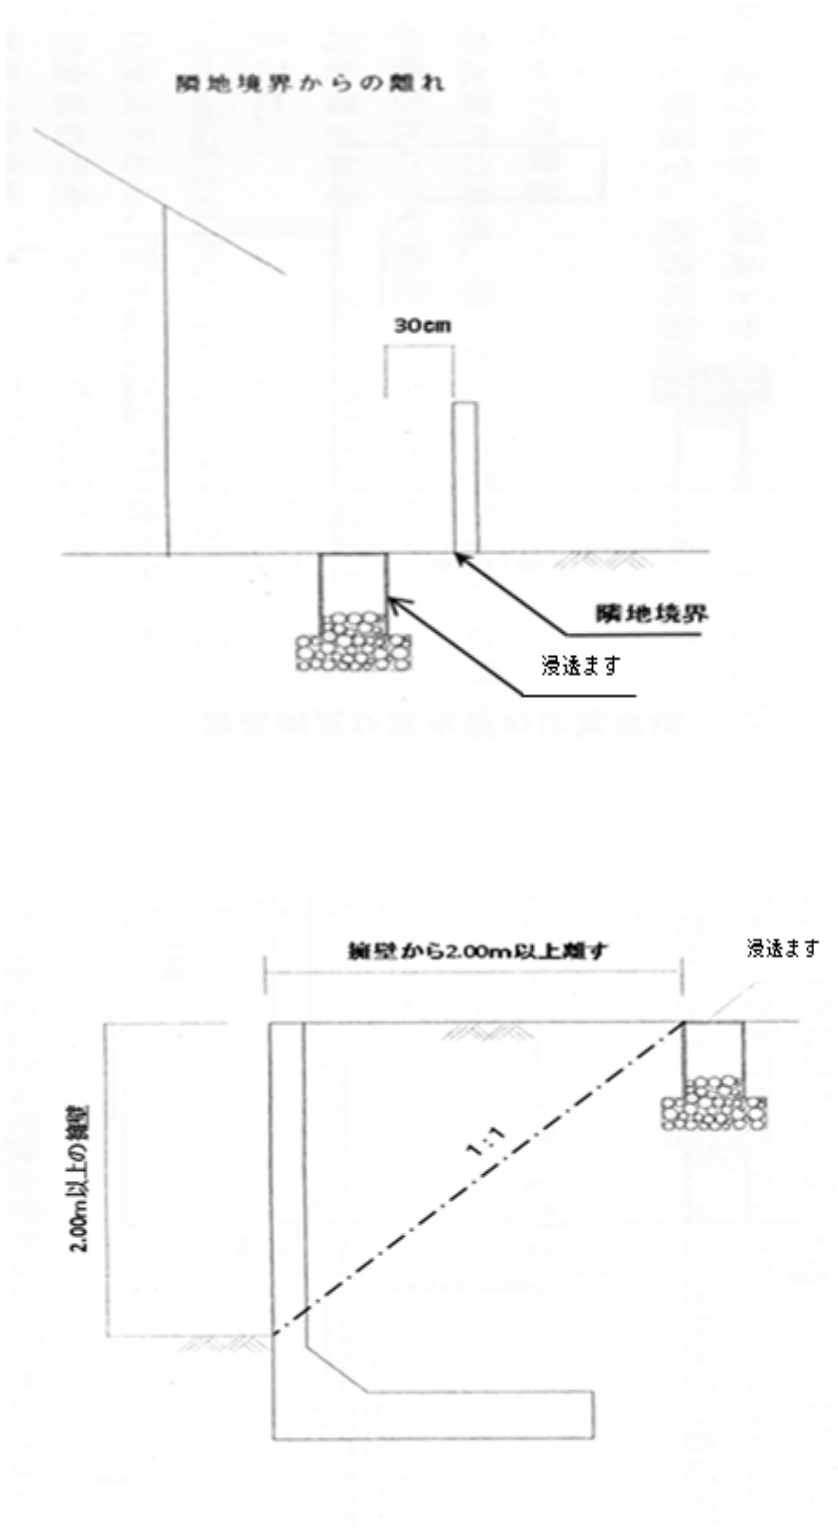 隣地境界からの離れ
30cm
隣地境界
浸透ます
擁壁から2.00m以上離す
浸透ます
2.00m以上の擁壁
1:1